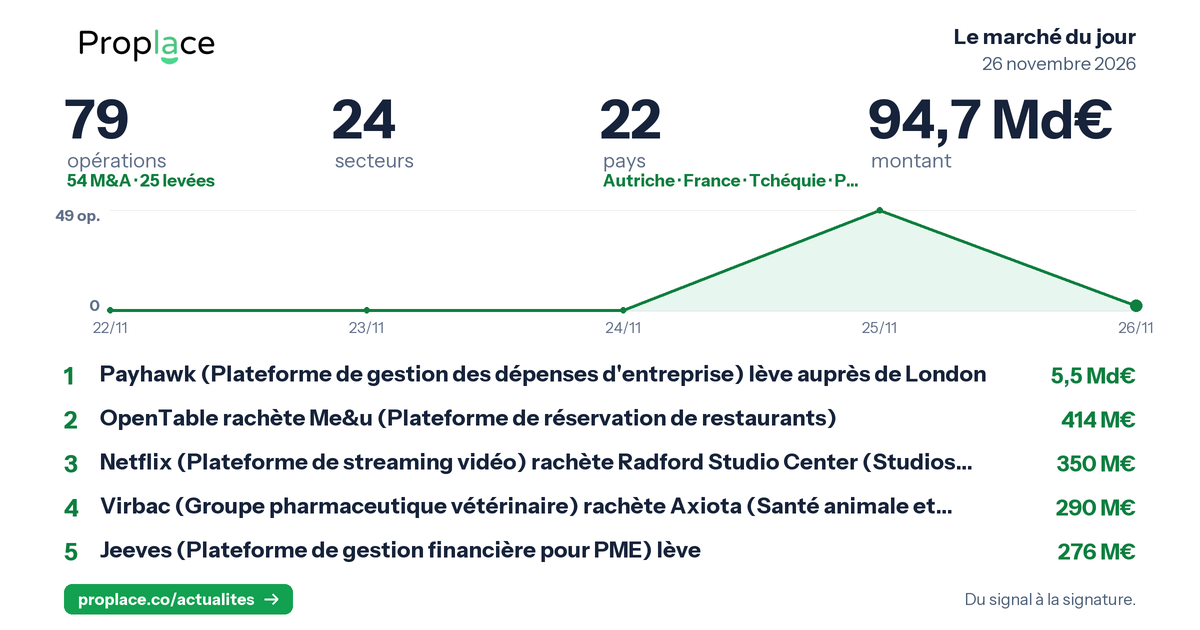 Proplace
Le marché du jour
26 novembre 2026
79
opérations
54 M&A · 25 levées
24
secteurs
22
pays
Autriche · France · Tchéquie · P...
94,7 Md€
montant
49 op.
0
22/11
23/11
24/11
25/11
26/11
1 Payhawk (Plateforme de gestion des dépenses d'entreprise) lève auprès de London 5,5 Md€
2 OpenTable rachète Me&u (Plateforme de réservation de restaurants) 414 M€
3 Netflix (Plateforme de streaming vidéo) rachète Radford Studio Center (Studios... 350 M€
4 Virbac (Groupe pharmaceutique vétérinaire) rachète Axiota (Santé animale et... 290 M€
5 Jeeves (Plateforme de gestion financière pour PME) lève 276 M€
proplace.co/actualites →
Du signal à la signature.